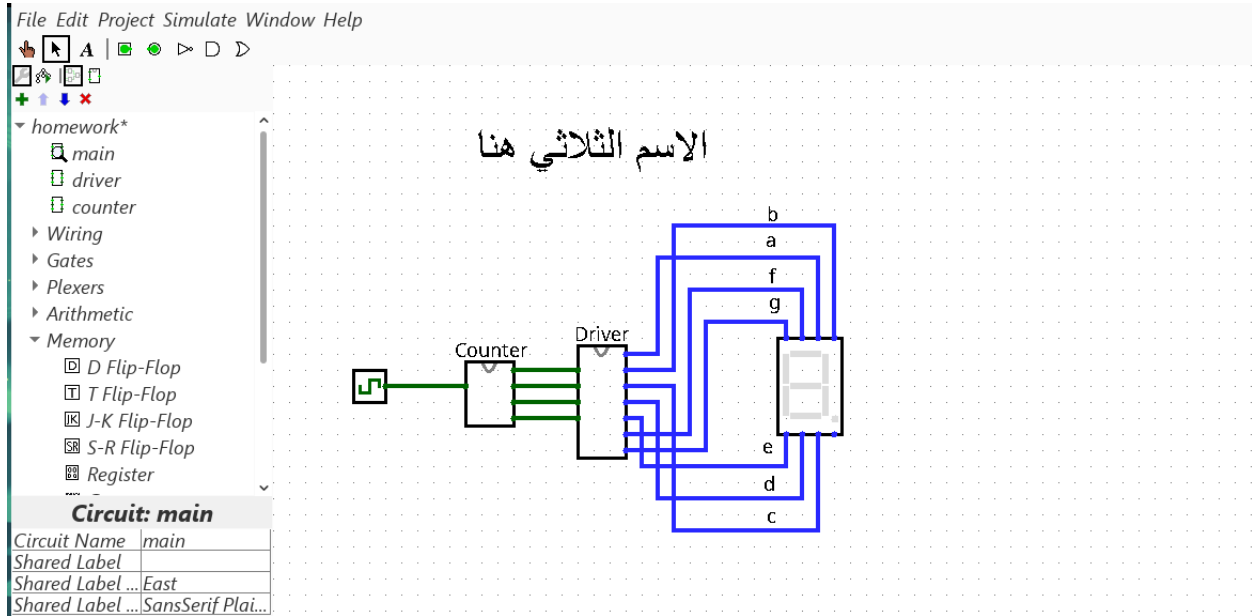 File Edit Project Simulate Window Help
A
homework*
main
driver
counter
Wiring
Gates
Plexers
Arithmetic
Memory
D D Flip-Flop
T T Flip-Flop
JK J-K Flip-Flop
SR S-R Flip-Flop
Register
Circuit: main
Circuit Name main
Shared Label
Shared Label ... East
Shared Label ... SansSerif Plai...
الاسم الثلاثي هنا
b
a
f
g
Driver
Counter
e
d
c